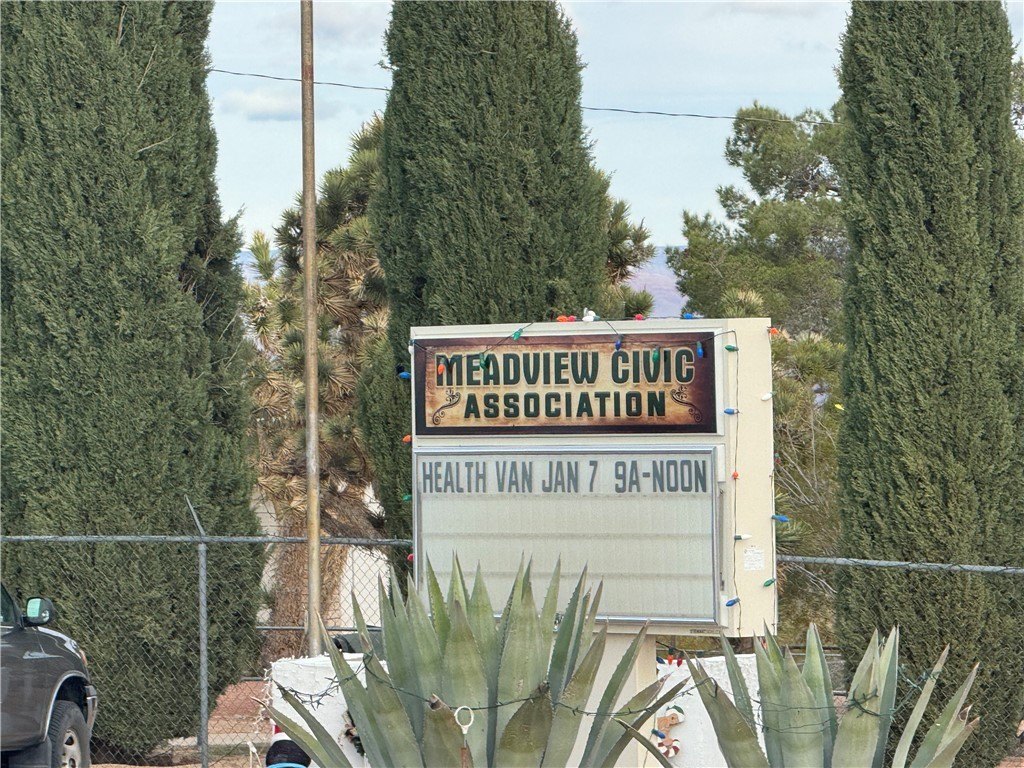 MEADVIEW CIVIC
ASSOCIATION
HEALTH VAN JAN 7 9A-NOON